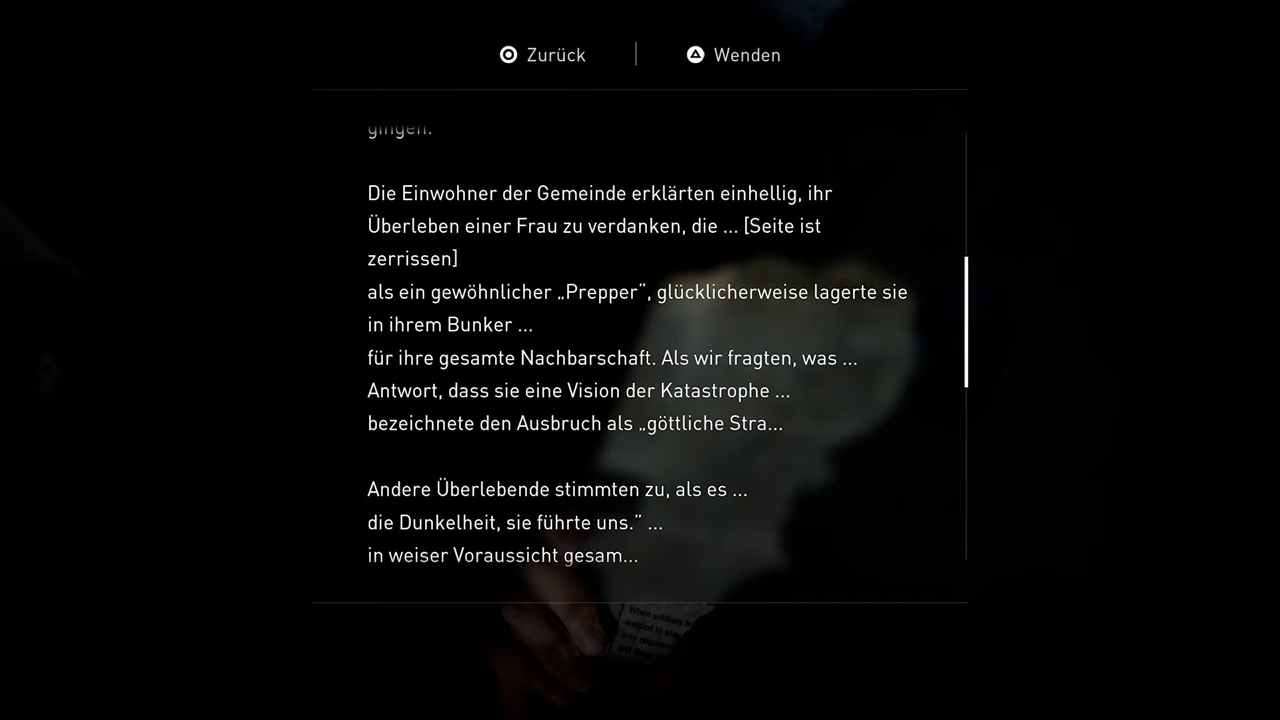 Zurück
Wenden
gingen.
Die Einwohner der Gemeinde erklärten einhellig, ihr
Überleben einer Frau zu verdanken, die ... [Seite ist
zerrissen]
als ein gewöhnlicher „Prepper“, glücklicherweise lagerte sie
in ihrem Bunker ...
für ihre gesamte Nachbarschaft. Als wir fragten, was ...
Antwort, dass sie eine Vision der Katastrophe ...
bezeichnete den Ausbruch als „göttliche Stra...
Andere Überlebende stimmten zu, als es ...
die Dunkelheit, sie führte uns.” ...
in weiser Voraussicht gesam...
When soldiers